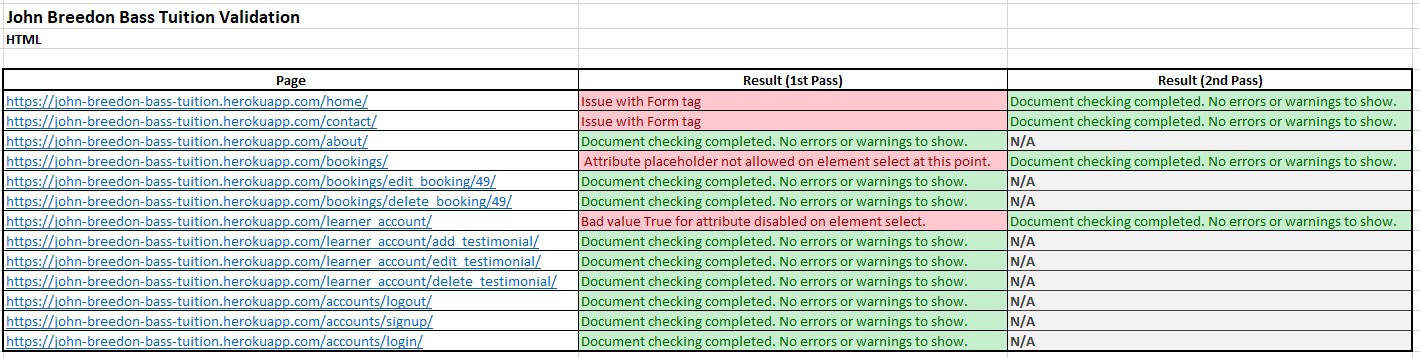 John Breedon Bass Tuition Validation
HTML
Page Result (1st Pass) Result (2nd Pass)
https://john-breedon-bass-tuition.herokuapp.com/home/ Issue with Form tag Document checking completed. No errors or warnings to show.
https://john-breedon-bass-tuition.herokuapp.com/contact/ Issue with Form tag Document checking completed. No errors or warnings to show.
https://john-breedon-bass-tuition.herokuapp.com/about/ Document checking completed. No errors or warnings to show. N/A
https://john-breedon-bass-tuition.herokuapp.com/bookings/ Attribute placeholder not allowed on element select at this point. Document checking completed. No errors or warnings to show.
https://john-breedon-bass-tuition.herokuapp.com/bookings/edit_booking/49/ Document checking completed. No errors or warnings to show. N/A
https://john-breedon-bass-tuition.herokuapp.com/bookings/delete_booking/49/ Document checking completed. No errors or warnings to show. N/A
https://john-breedon-bass-tuition.herokuapp.com/learner_account/ Bad value True for attribute disabled on element select. Document checking completed. No errors or warnings to show.
https://john-breedon-bass-tuition.herokuapp.com/learner_account/add_testimonial/ Document checking completed. No errors or warnings to show. N/A
https://john-breedon-bass-tuition.herokuapp.com/learner_account/edit_testimonial/ Document checking completed. No errors or warnings to show. N/A
https://john-breedon-bass-tuition.herokuapp.com/learner_account/delete_testimonial/ Document checking completed. No errors or warnings to show. N/A
https://john-breedon-bass-tuition.herokuapp.com/accounts/logout/ Document checking completed. No errors or warnings to show. N/A
https://john-breedon-bass-tuition.herokuapp.com/accounts/signup/ Document checking completed. No errors or warnings to show. N/A
https://john-breedon-bass-tuition.herokuapp.com/accounts/login/ Document checking completed. No errors or warnings to show. N/A